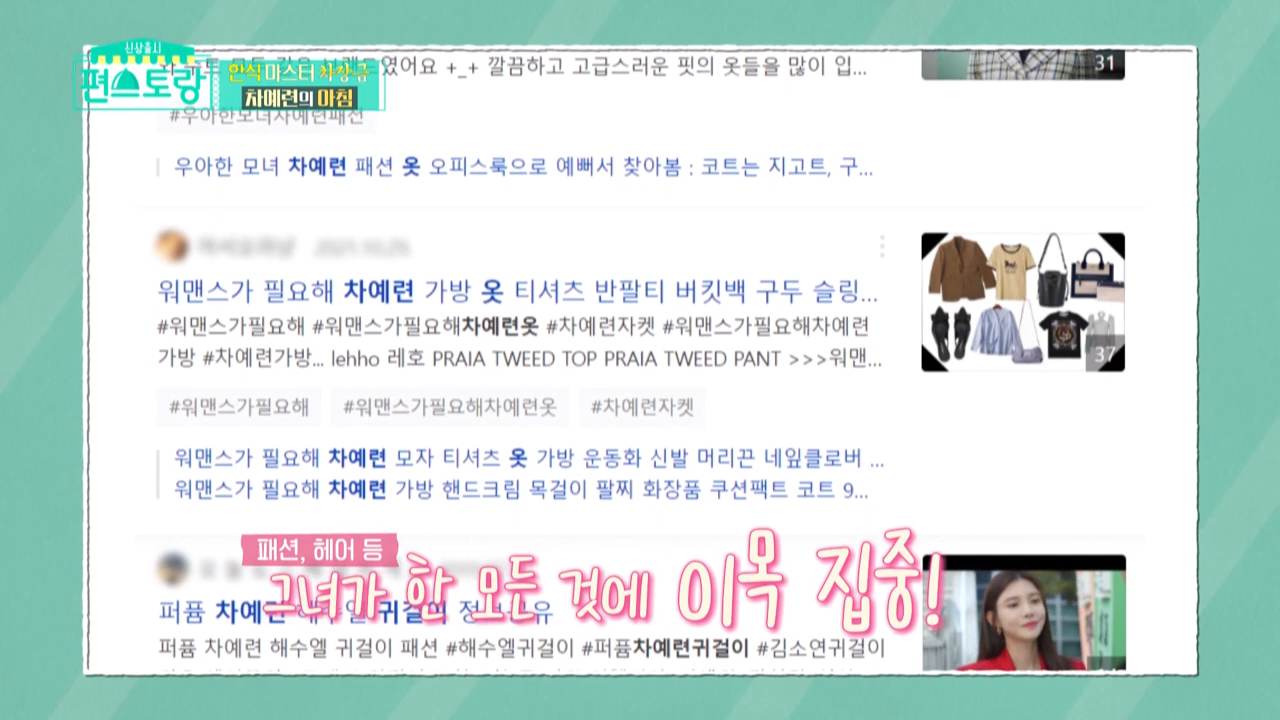 신상출시
편스토랑
한식 마스터 차장금
차예련의 아침
였어요 +_+ 깔끔하고 고급스러운 핏의 옷들을 많이 입...
31
#우아한모녀차예련패션
우아한 모녀 차예련 패션 옷 오피스룩으로 예뻐서 찾아봄 : 코트는 지고트, 구...
워맨스가 필요해 차예련 가방 옷 티셔츠 반팔티 버킷백 구두 슬링...
#워맨스가필요해 #워맨스가필요해차예련옷 #차예련자켓 #워맨스가필요해차예련
가방 #차예련가방... lehho 레호 PRAIA TWEED TOP PRAIA TWEED PANT >>>워맨...
37
#워맨스가필요해 #워맨스가필요해차예련옷 #차예련자켓
워맨스가 필요해 차예련 모자 티셔츠 옷 가방 운동화 신발 머리끈 네잎클로버 ...
워맨스가 필요해 차예련 가방 핸드크림 목걸이 팔찌 화장품 쿠션팩트 코트 9...
패션, 헤어 등
그녀가 한 모든 것에 이목 집중!
퍼퓸 차예련 해수엘 귀걸이
퍼퓸 차예련 해수엘 귀걸이 패션 #해수엘귀걸이 #퍼퓸차예련귀걸이 #김소연귀걸이